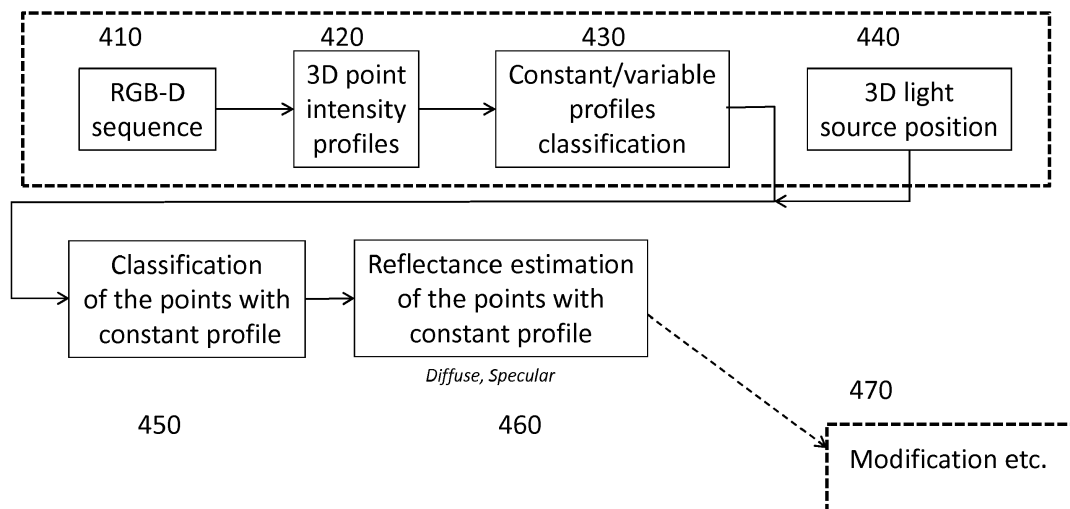 410
420
430
440
RGB-D
sequence
3D point
intensity
profiles
Constant/variable
profiles
classification
3D light
source position
Classification
of the points with
constant profile
Reflectance estimation
of the points with
constant profile
Diffuse, Specular
450
460
470
Modification etc.